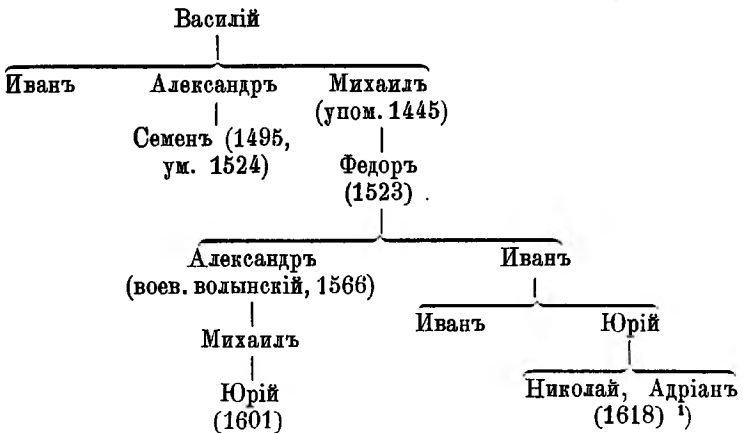 Василій
Иванъ Александръ Михаилъ
(упом. 1445)
Семенъ (1495,
ум. 1524)
Федоръ
(1523)
Александръ Иванъ
(воев. волынскій, 1566)
Иванъ Юрій
Михаилъ
Юрій
(1601)
Николай, Адріанъ
(1618) ¹)